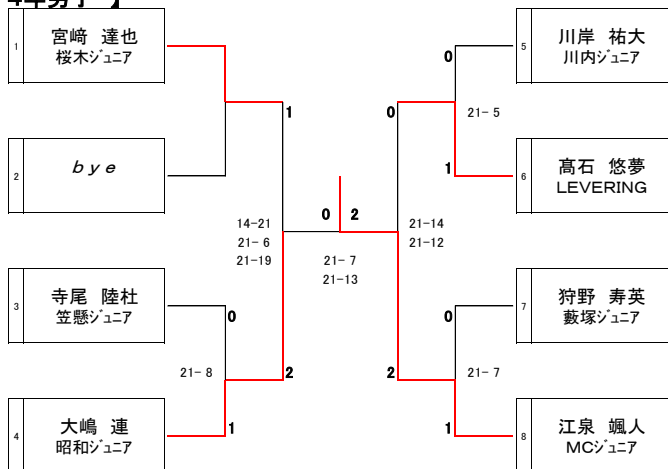 4年男子 】
1
宮﨑 達也
桜木ジュニア
2
bye
3
寺尾 陸杜
笠懸ジュニア
4
大嶋 連
昭和ジュニア
1
14-21
21- 6
21-19
0
21- 8
2
1
0 2
21- 7
21-13
0
0
21- 5
1
21-14
21-12
0
2
21- 7
1
5
川岸 祐大
川内ジュニア
6
髙石 悠夢
LEVERING
7
狩野 寿英
藪塚ジュニア
8
江泉 颯人
MCジュニア